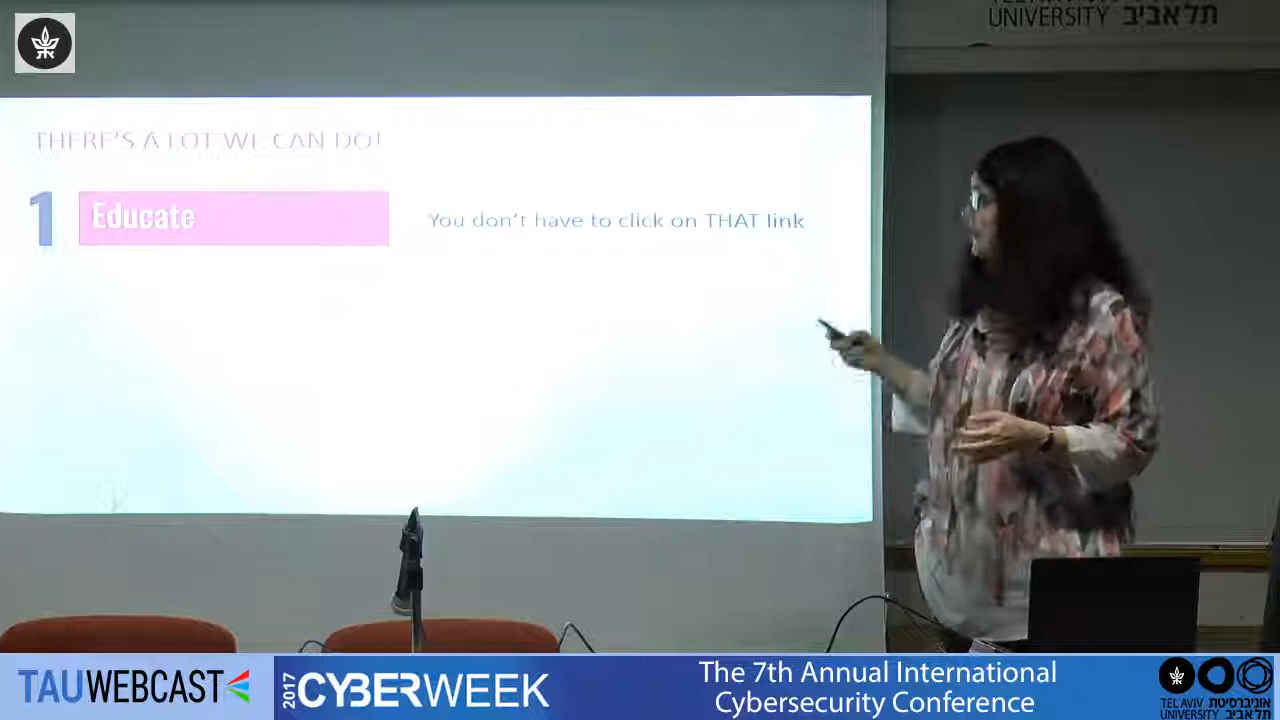 UNIVERSITY תל אביב
THERE'S A LOT WE CAN DO!
1 Educate
You don't have to click on THAT link
TAUWEBCAST
2017 CYBERWEEK
The 7th Annual International
Cybersecurity Conference
TEL AVIV אוניברסיטת
UNIVERSITY תל אביב